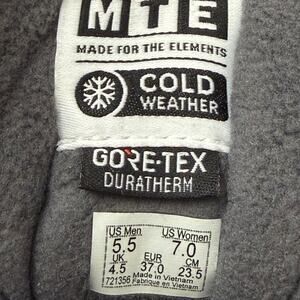 MTE
MADE FOR THE ELEMENTS
COLD
WEATHER
GORE-TEX
DURATHERM
US Men US Women
5.5 7.0
UK EUR CM
4.5 37.0 23.5
721356 Made in Vietnam
Fabriqué en Vietnam